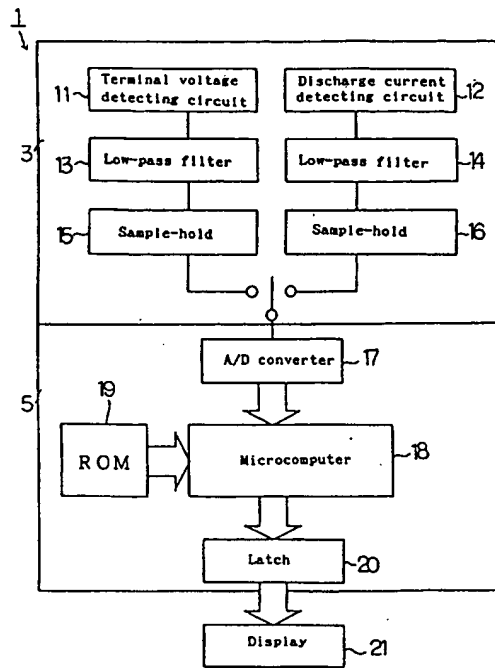 1
Terminal voltage
detecting circuit
11
Discharge current
detecting circuit
12
3
Low-pass filter
13
Low-pass filter
14
Sample-hold
15
Sample-hold
16
A/D converter
17
5
19
ROM
Microcomputer
18
Latch
20
Display
21